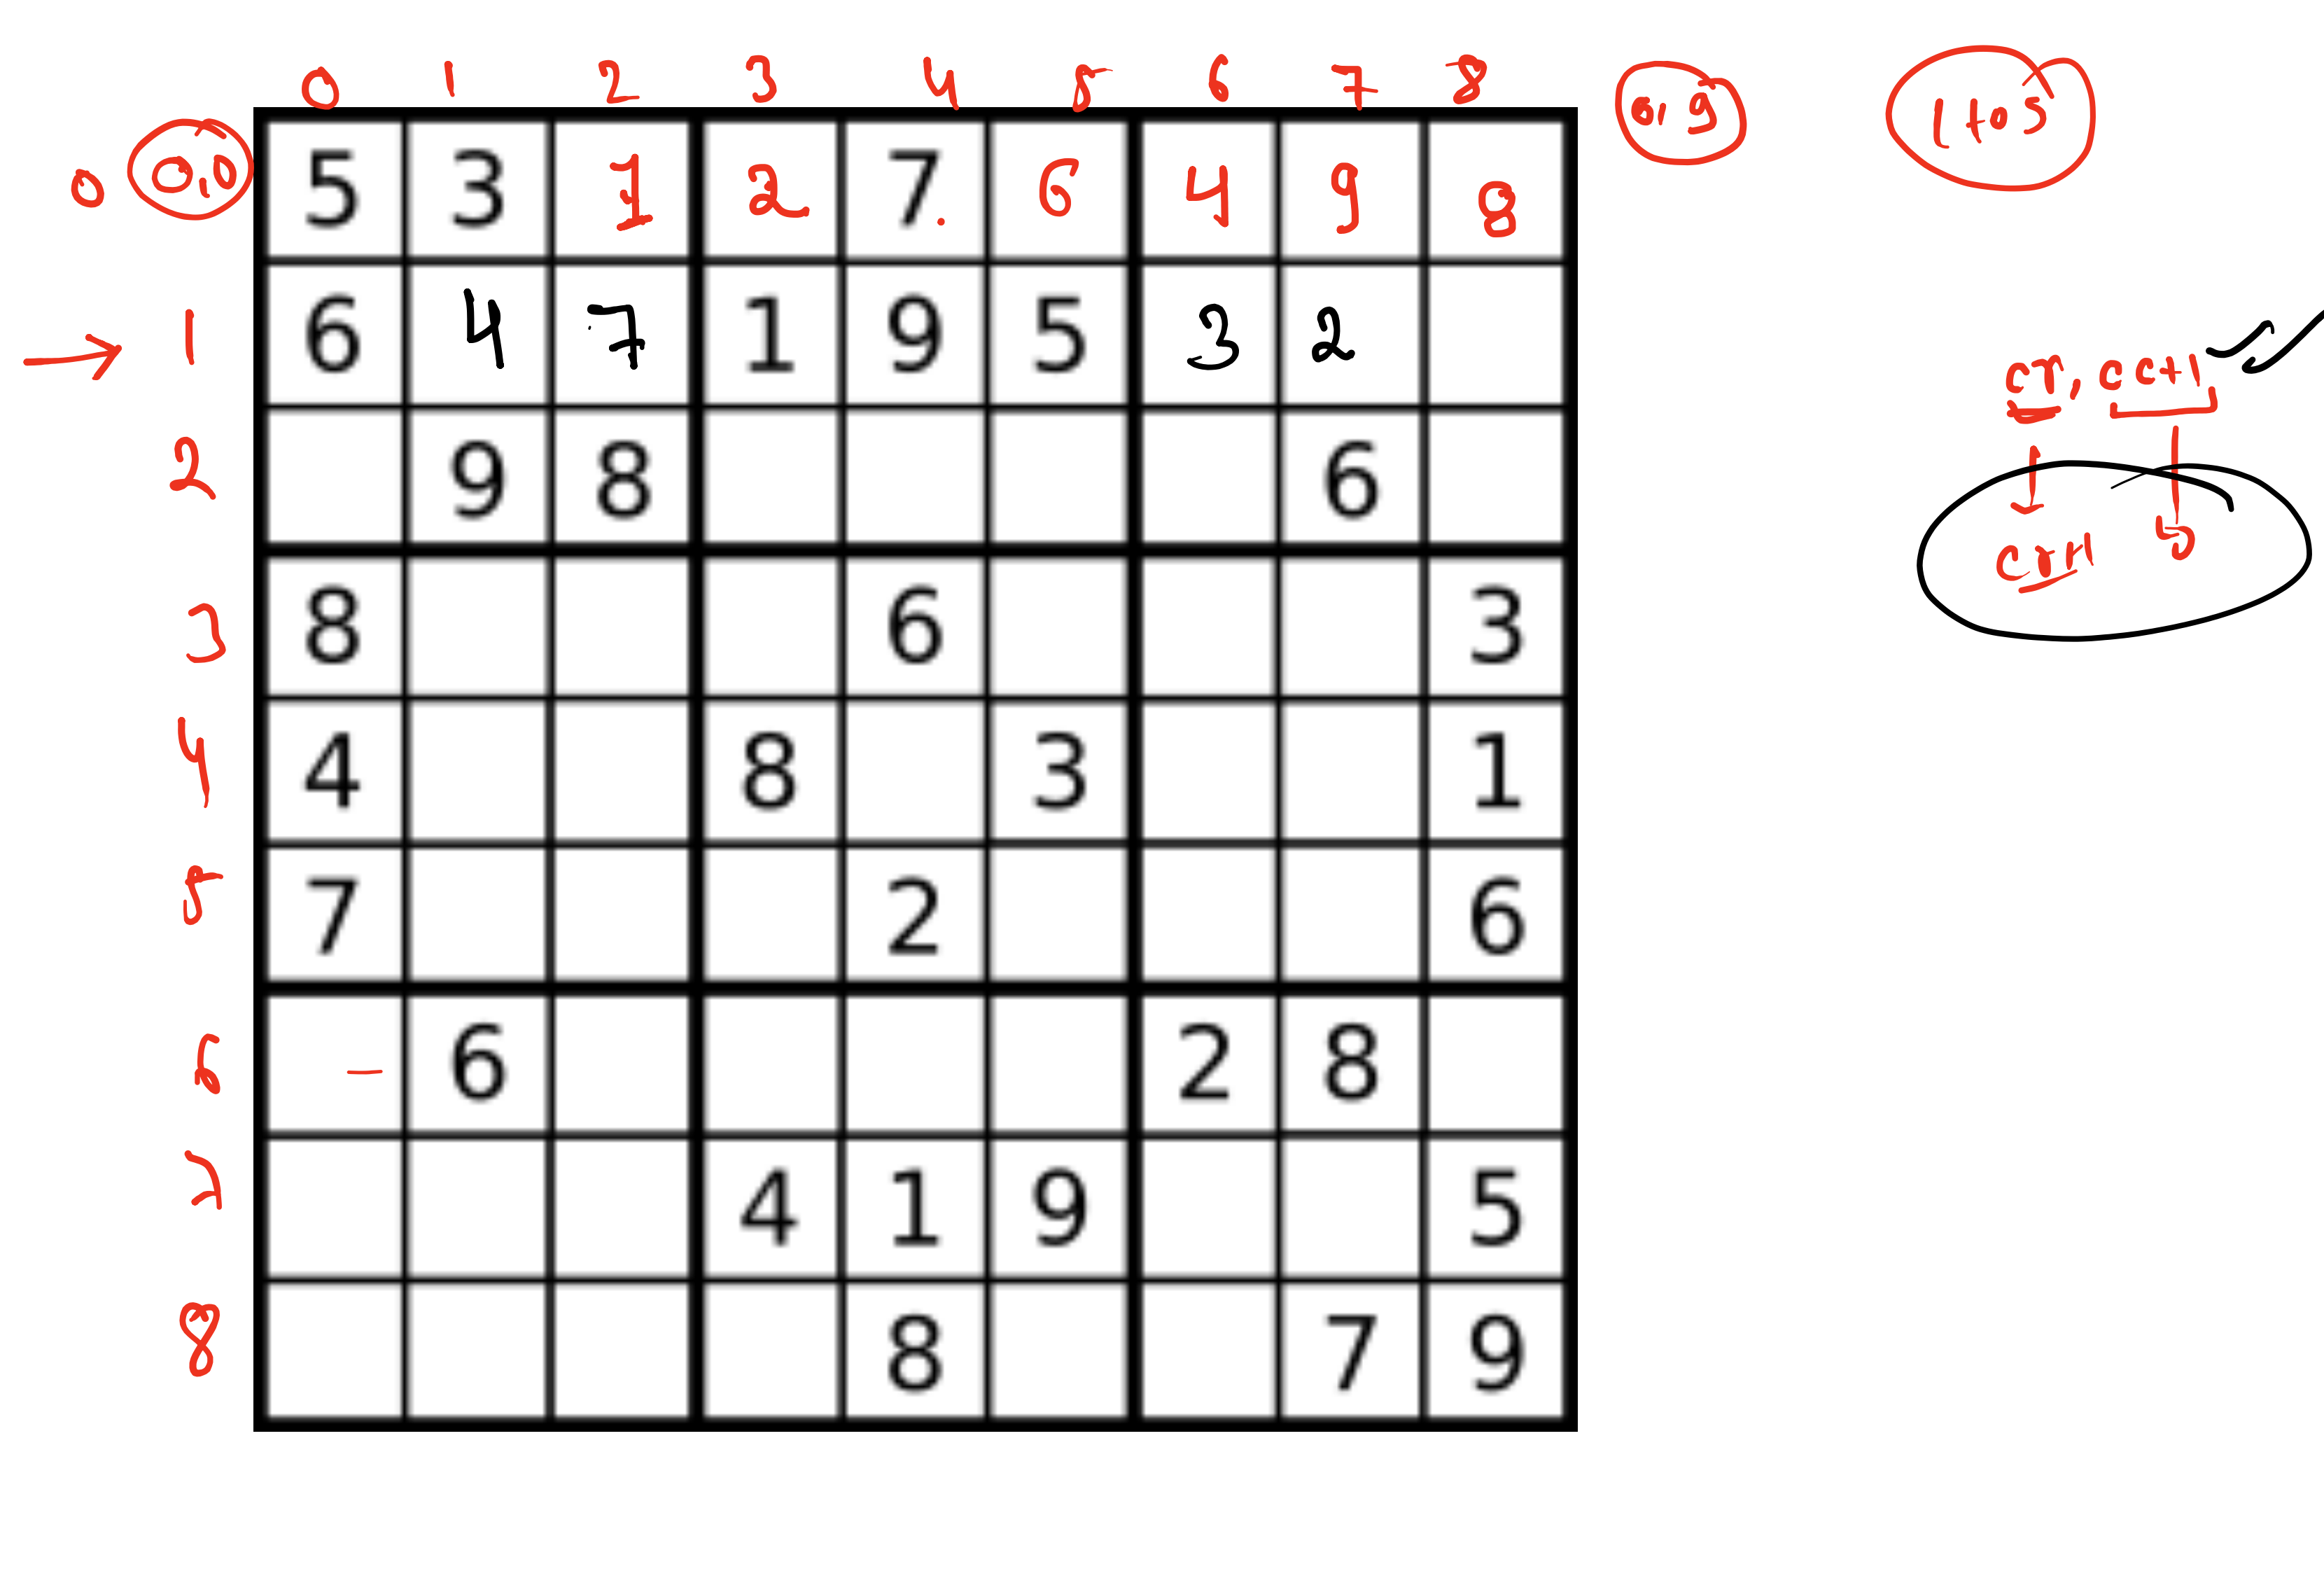 0 1 2 3 4 5 6 7 8
0 0,0 5 3 1 2 7 6 4 9 8 0,9 1 to 5
1 6 4 7 1 9 5 3 2
cr, cc+1
2 9 8 6
cr+1 0
3 8 6 3
4 4 8 3 1
5 7 2 6
6 6 2 8
7 4 1 9 5
8 8 7 9